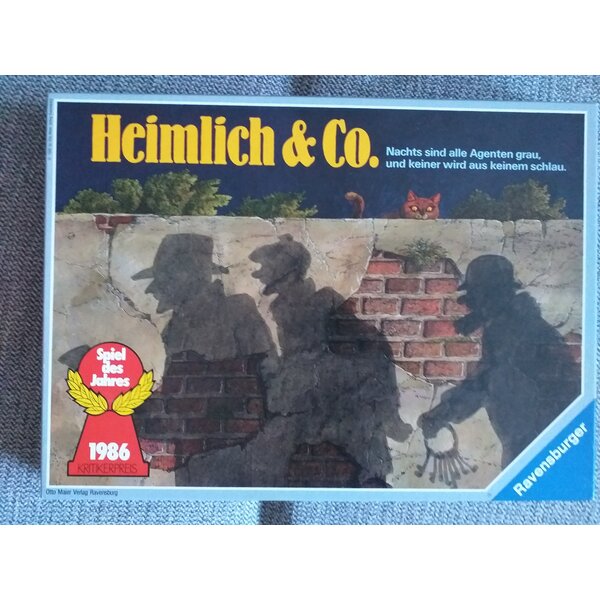 Heimlich & Co.
Nachts sind alle Agenten grau,
und keiner wird aus keinem schlau.
Spiel
des
Jahres
1986
KRITIKERPREIS
Otto Maier Verlag Ravensburg
Ravensburger